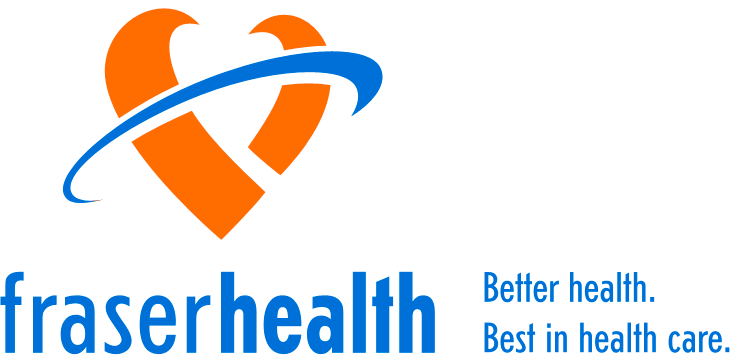 fraserhealth
Better health.
Best in health care.